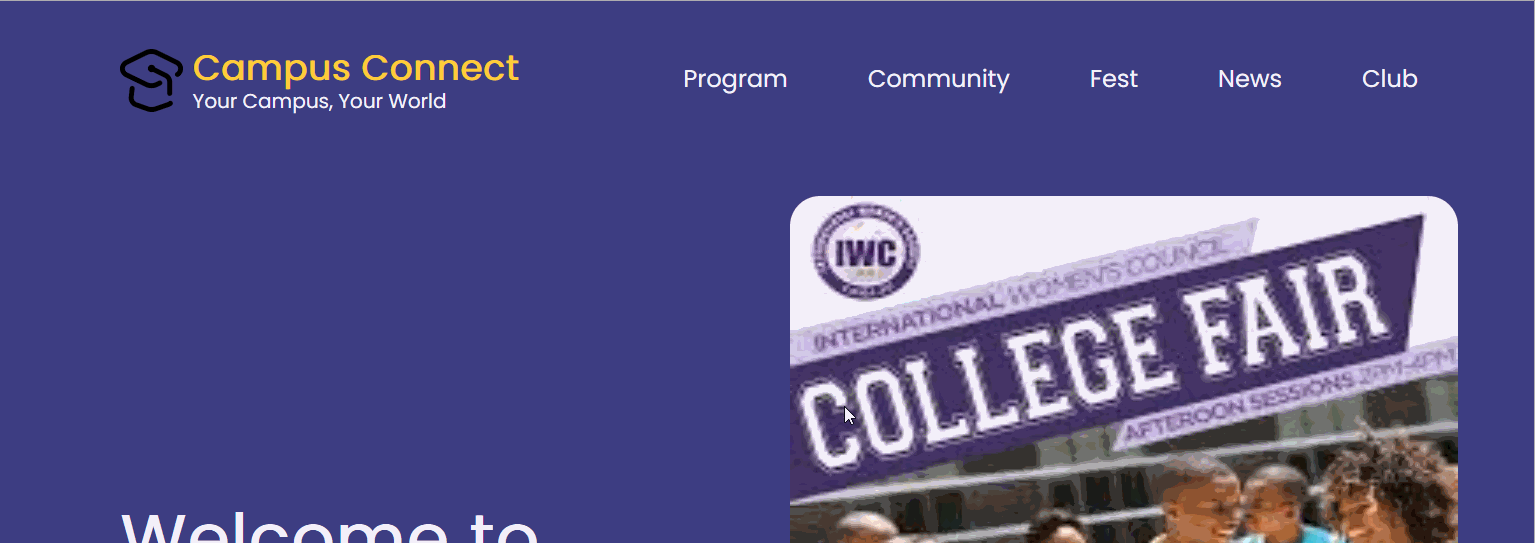 Campus Connect
Your Campus, Your World
Program
Community
Fest
News
Club
IWC
INTERNATIONAL WOMEN'S COUNCIL
COLLEGE FAIR
AFTEROON SESSIONS 2PM-4PM
Welcome to